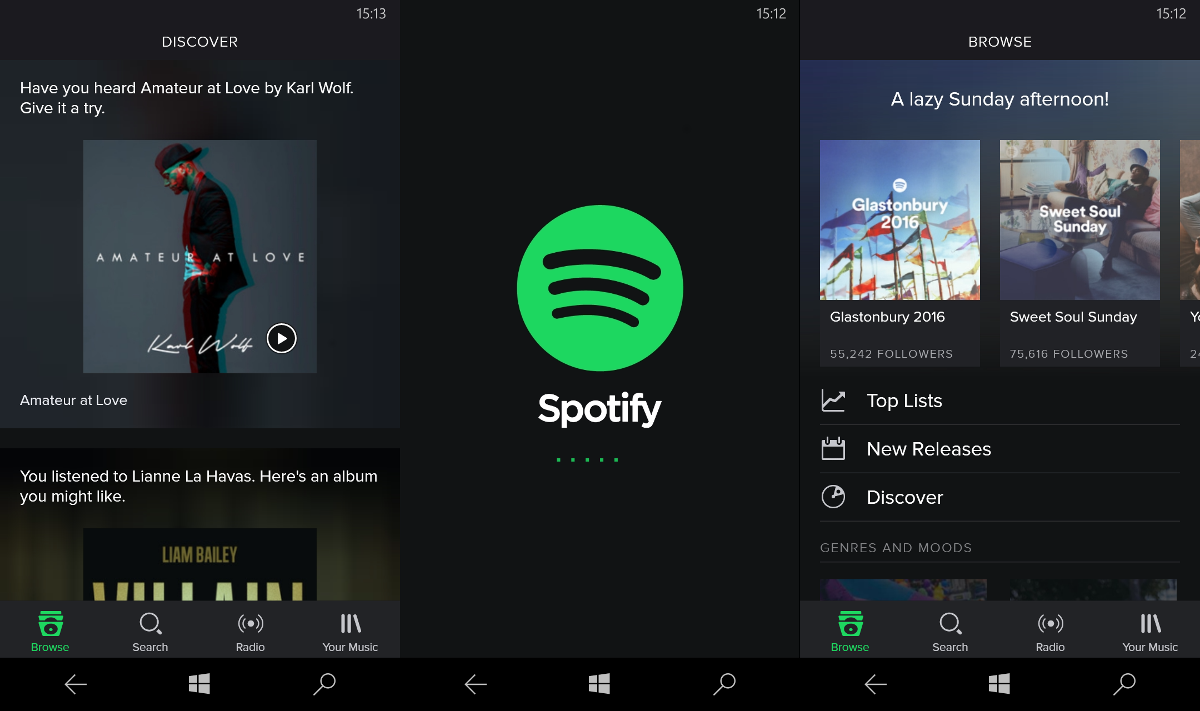 15:13
DISCOVER
Have you heard Amateur at Love by Karl Wolf.
Give it a try.
AMATEUR AT LOVE
Karl Wolf
Amateur at Love
You listened to Lianne La Havas. Here's an album
you might like.
LIAM BAILEY
VILLAIN
Browse
Search
Radio
Your Music
15:12
Spotify
15:12
BROWSE
A lazy Sunday afternoon!
Glastonbury
2016
Sweet Soul
Sunday
Glastonbury 2016
Sweet Soul Sunday
55,242 FOLLOWERS
75,616 FOLLOWERS
Top Lists
New Releases
Discover
GENRES AND MOODS
Browse
Search
Radio
Your Music